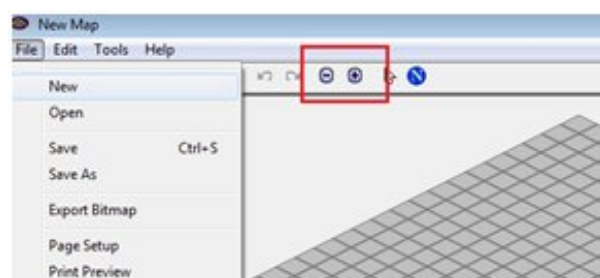 New Map
File Edit Tools Help
N
New
Open
Save Ctrl+S
Save As
Export Bitmap
Page Setup
Print Preview